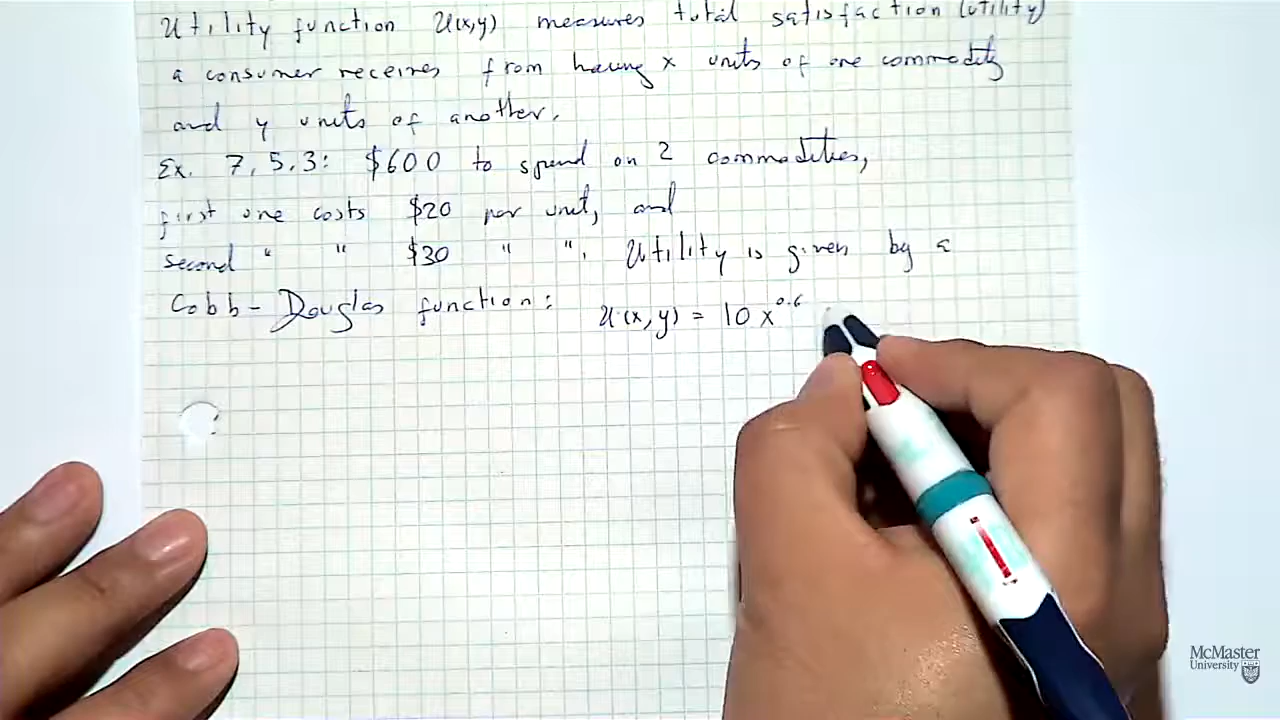 Utility function U(x,y) measures total satisfaction (utility)
a consumer receives from having x units of one commodity
and y units of another.
Ex. 7.5.3: $600 to spend on 2 commodities,
first one costs $20 per unit, and
second " " $30 " ". Utility is given by a
Cobb-Douglas function: U(x,y) = 10x^0.6
McMaster
University